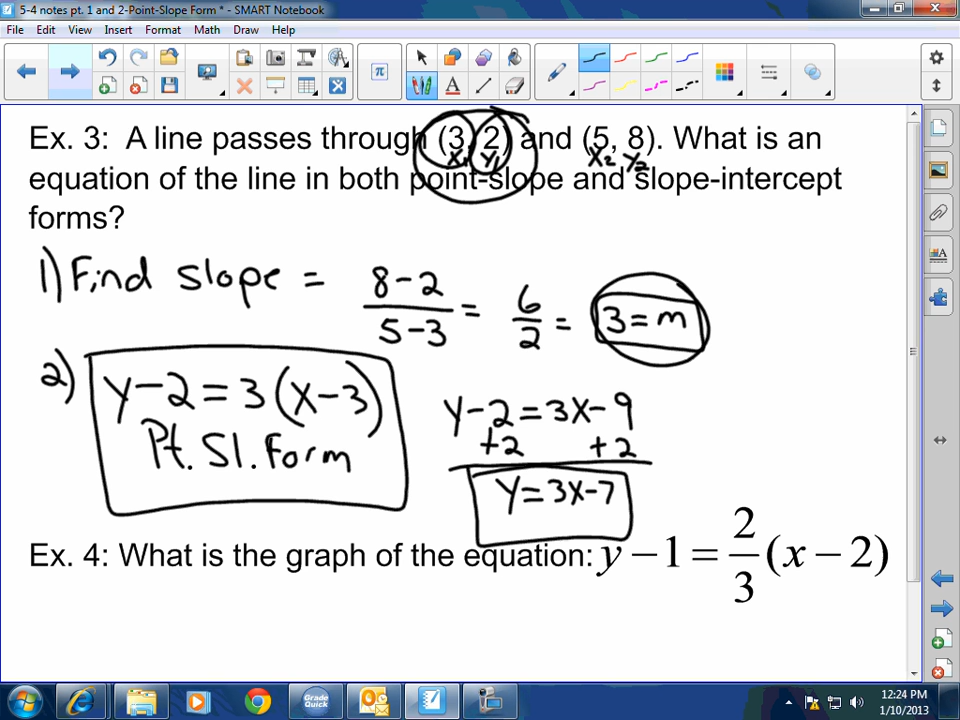 5-4 notes pt. 1 and 2-Point-Slope Form * - SMART Notebook
File Edit View Insert Format Math Draw Help
Ex. 3: A line passes through (3, 2) and (5, 8). What is an
x₁ y₁ x₂ y₂
equation of the line in both point-slope and slope-intercept
forms?
1) Find slope = 8-2/5-3 = 6/2 = 3 = m
2) y-2 = 3(x-3)
Pt. Sl. Form
y-2 = 3x-9
+2 +2
y = 3x-7
Ex. 4: What is the graph of the equation: y − 1 = 2/3 (x − 2)
Grade Quick
12:24 PM
1/10/2013